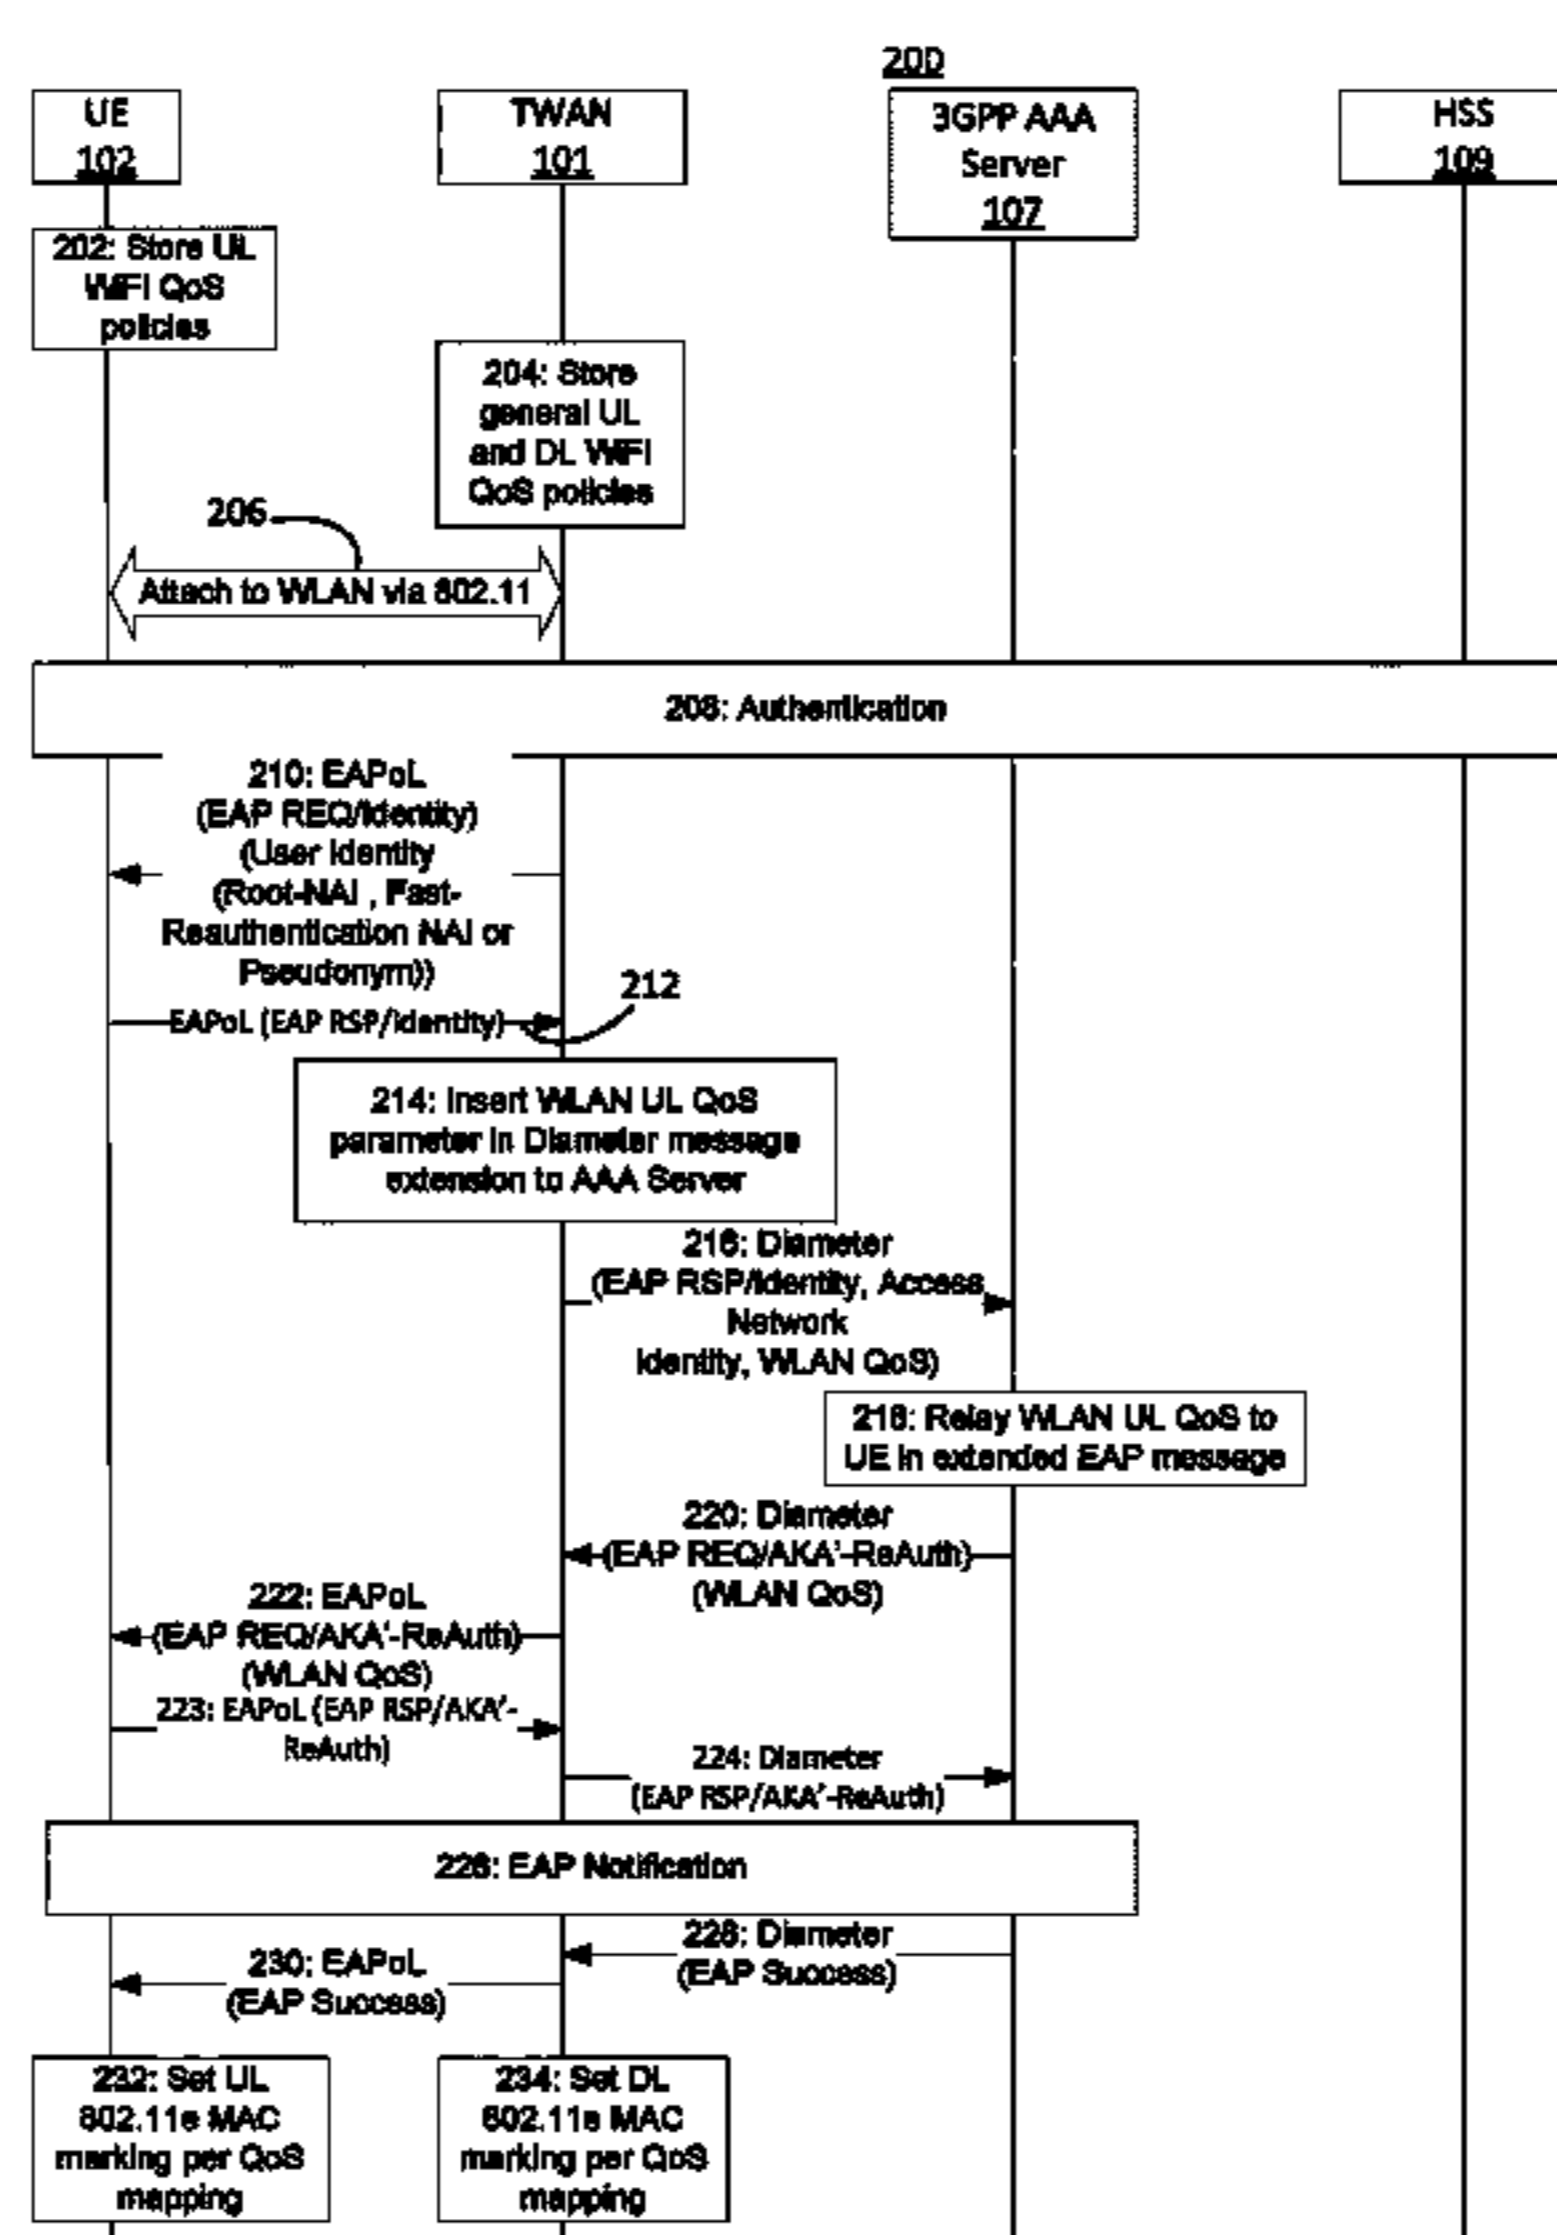 200
UE
102
TWAN
101
3GPP AAA
Server
107
HSS
109
202: Store UL
WiFi QoS
policies
204: Store
general UL
and DL WiFi
QoS policies
206
Attach to WLAN via 802.11
208: Authentication
210: EAPoL
(EAP REQ/Identity)
(User Identity
(Root-NAI , Fast-
Reauthentication NAI or
Pseudonym))
212
EAPoL (EAP RSP/Identity)
214: Insert WLAN UL QoS
parameter in Diameter message
extension to AAA Server
216: Diameter
(EAP RSP/Identity, Access
Network
Identity, WLAN QoS)
218: Relay WLAN UL QoS to
UE in extended EAP message
220: Diameter
(EAP REQ/AKA'-ReAuth)
(WLAN QoS)
222: EAPoL
(EAP REQ/AKA'-ReAuth)
(WLAN QoS)
223: EAPoL (EAP RSP/AKA'-
ReAuth)
224: Diameter
(EAP RSP/AKA'-ReAuth)
226: EAP Notification
228: Diameter
(EAP Success)
230: EAPoL
(EAP Success)
232: Set UL
802.11e MAC
marking per QoS
mapping
234: Set DL
802.11e MAC
marking per QoS
mapping